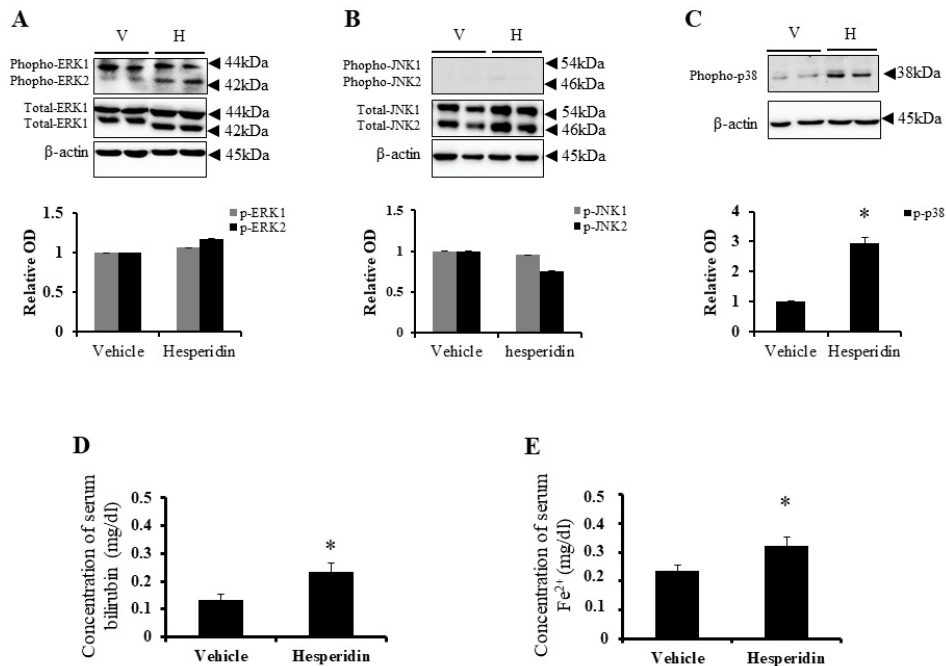 A
V H
Phopho-ERK1
Phopho-ERK2
44kDa
42kDa
Total-ERK1
Total-ERK1
44kDa
42kDa
β-actin
45kDa
Relative OD
1.5
1
0.5
0
p-ERK1
p-ERK2
Vehicle Hesperidin
B
V H
Phopho-JNK1
Phopho-JNK2
54kDa
46kDa
Total-JNK1
Total-JNK2
54kDa
46kDa
β-actin
45kDa
Relative OD
1.5
1
0.5
0
p-JNK1
p-JNK2
Vehicle hesperidin
C
V H
Phopho-p38
38kDa
β-actin
45kDa
Relative OD
4
3
2
1
0
*
p-p38
Vehicle Hesperidin
D
Concentration of serum
bilirubin (mg/dl)
0.5
0.4
0.3
0.2
0.1
0
*
Vehicle Hesperidin
E
Concentration of serum
Fe²⁺ (mg/dl)
0.5
0.4
0.3
0.2
0.1
0
*
Vehicle Hesperidin